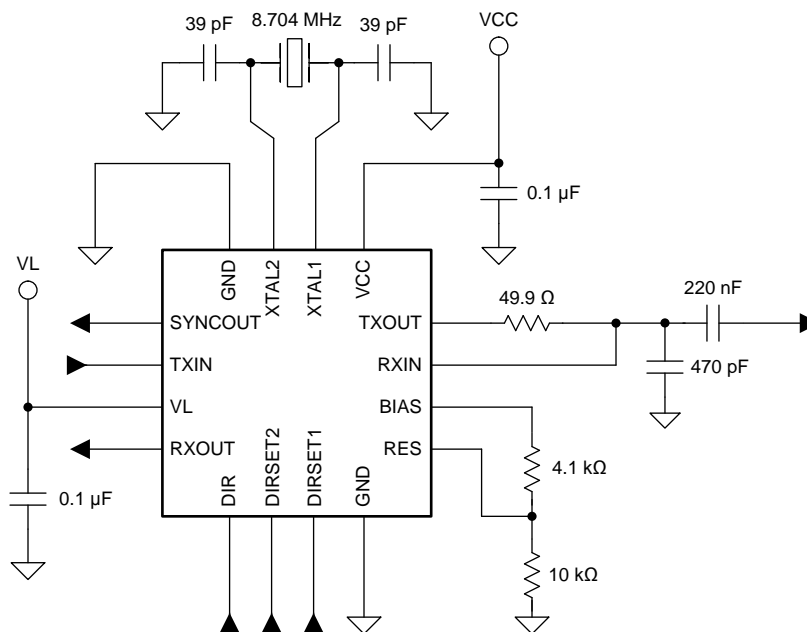 39 pF
8.704 MHz
39 pF
VCC
0.1 µF
VL
GND
XTAL2
XTAL1
VCC
SYNCOUT
TXOUT
49.9 Ω
220 nF
TXIN
RXIN
470 pF
VL
BIAS
RXOUT
RES
4.1 kΩ
DIR
DIRSET2
DIRSET1
GND
0.1 µF
10 kΩ